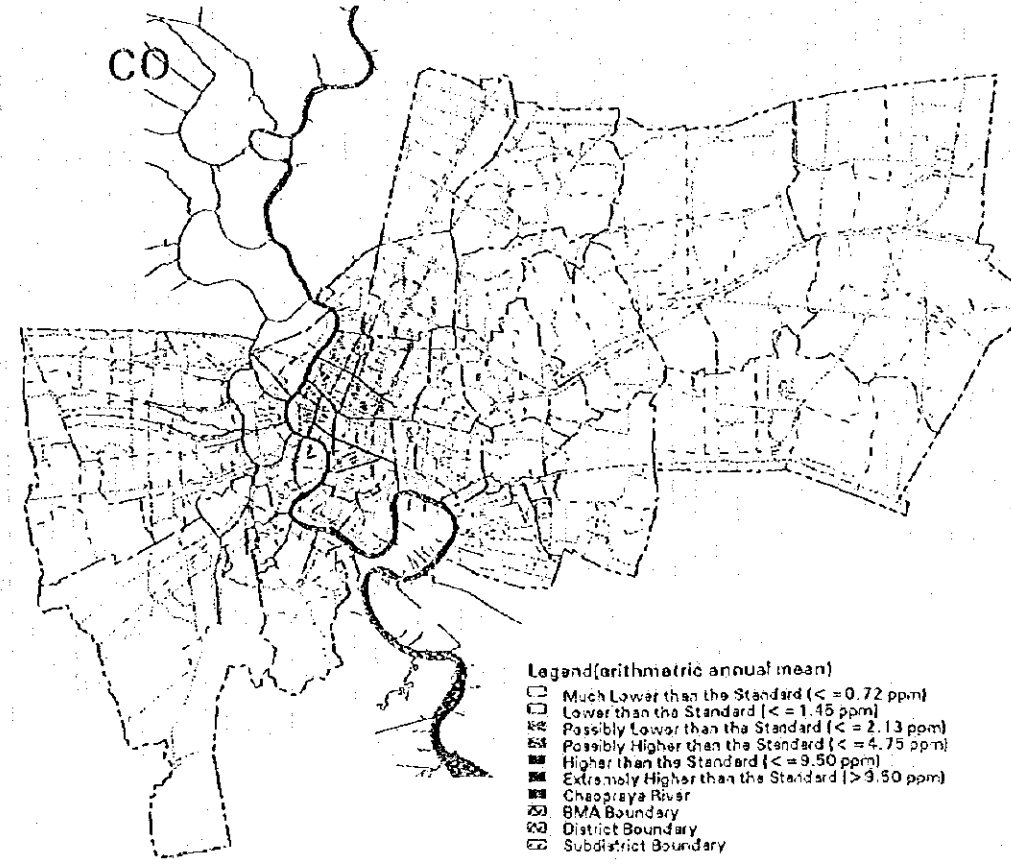 CO
Legend(arithmetric annual mean)
Much Lower than the Standard (< = 0.72 ppm)
Lower than the Standard (< = 1.45 ppm)
Possibly Lower than the Standard (< = 2.13 ppm)
Possibly Higher than the Standard (< = 4.75 ppm)
Higher than the Standard (< = 9.50 ppm)
Extremely Higher than the Standard (> 9.50 ppm)
Chaopraya River
BMA Boundary
District Boundary
Subdistrict Boundary